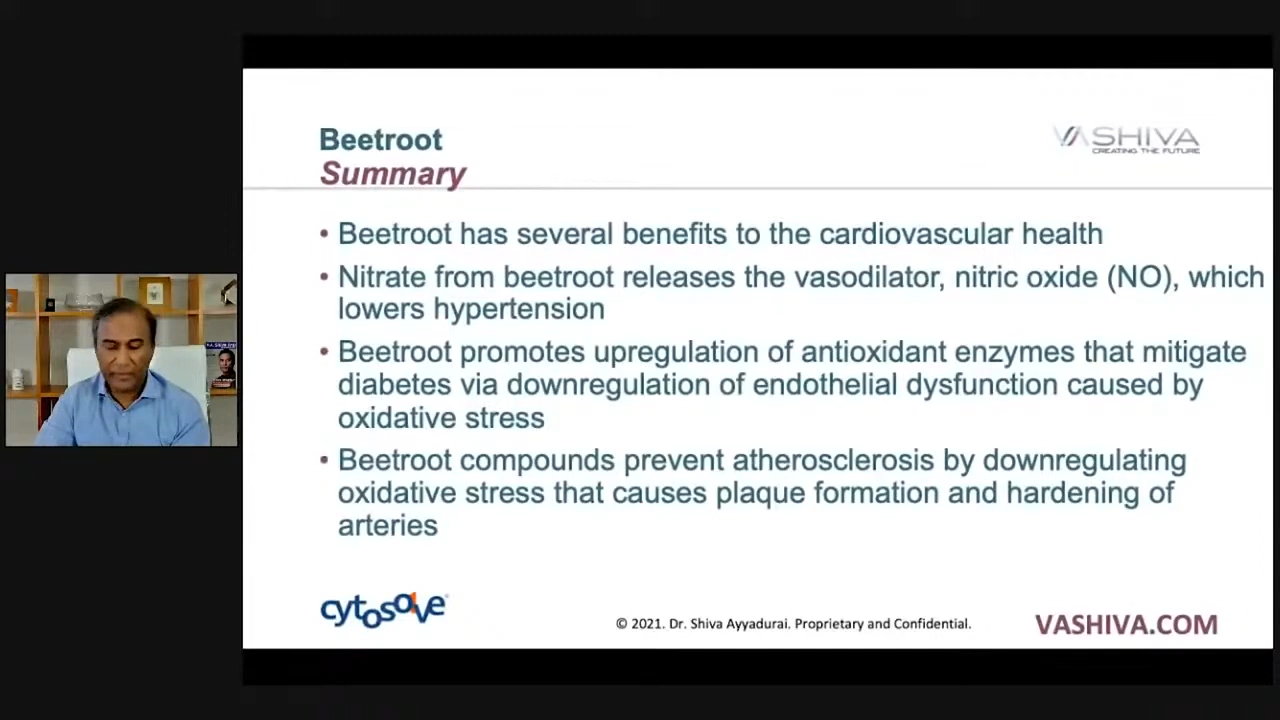 Beetroot
VASHIVA
CREATING THE FUTURE
Summary
• Beetroot has several benefits to the cardiovascular health
• Nitrate from beetroot releases the vasodilator, nitric oxide (NO), which
lowers hypertension
• Beetroot promotes upregulation of antioxidant enzymes that mitigate
diabetes via downregulation of endothelial dysfunction caused by
oxidative stress
• Beetroot compounds prevent atherosclerosis by downregulating
oxidative stress that causes plaque formation and hardening of
arteries
cytosolve
© 2021. Dr. Shiva Ayyadurai. Proprietary and Confidential.
VASHIVA.COM